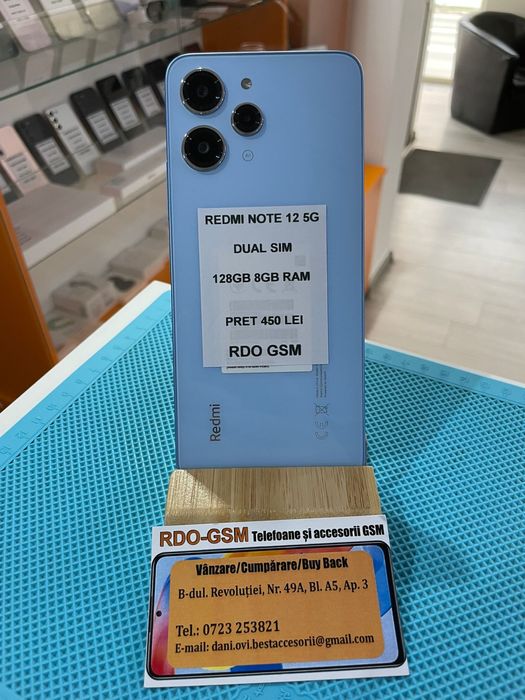 AI
REDMI NOTE 12 5G
DUAL SIM
128GB 8GB RAM
PRET 450 LEI
RDO GSM
Redmi
RDO-GSM Telefoane și accesorii GSM
Vânzare/Cumpărare/Buy Back
B-dul. Revoluției, Nr. 49A, Bl. A5, Ap. 3
Tel.: 0723 253821
E-mail: dani.ovi.bestaccesorii@gmail.com